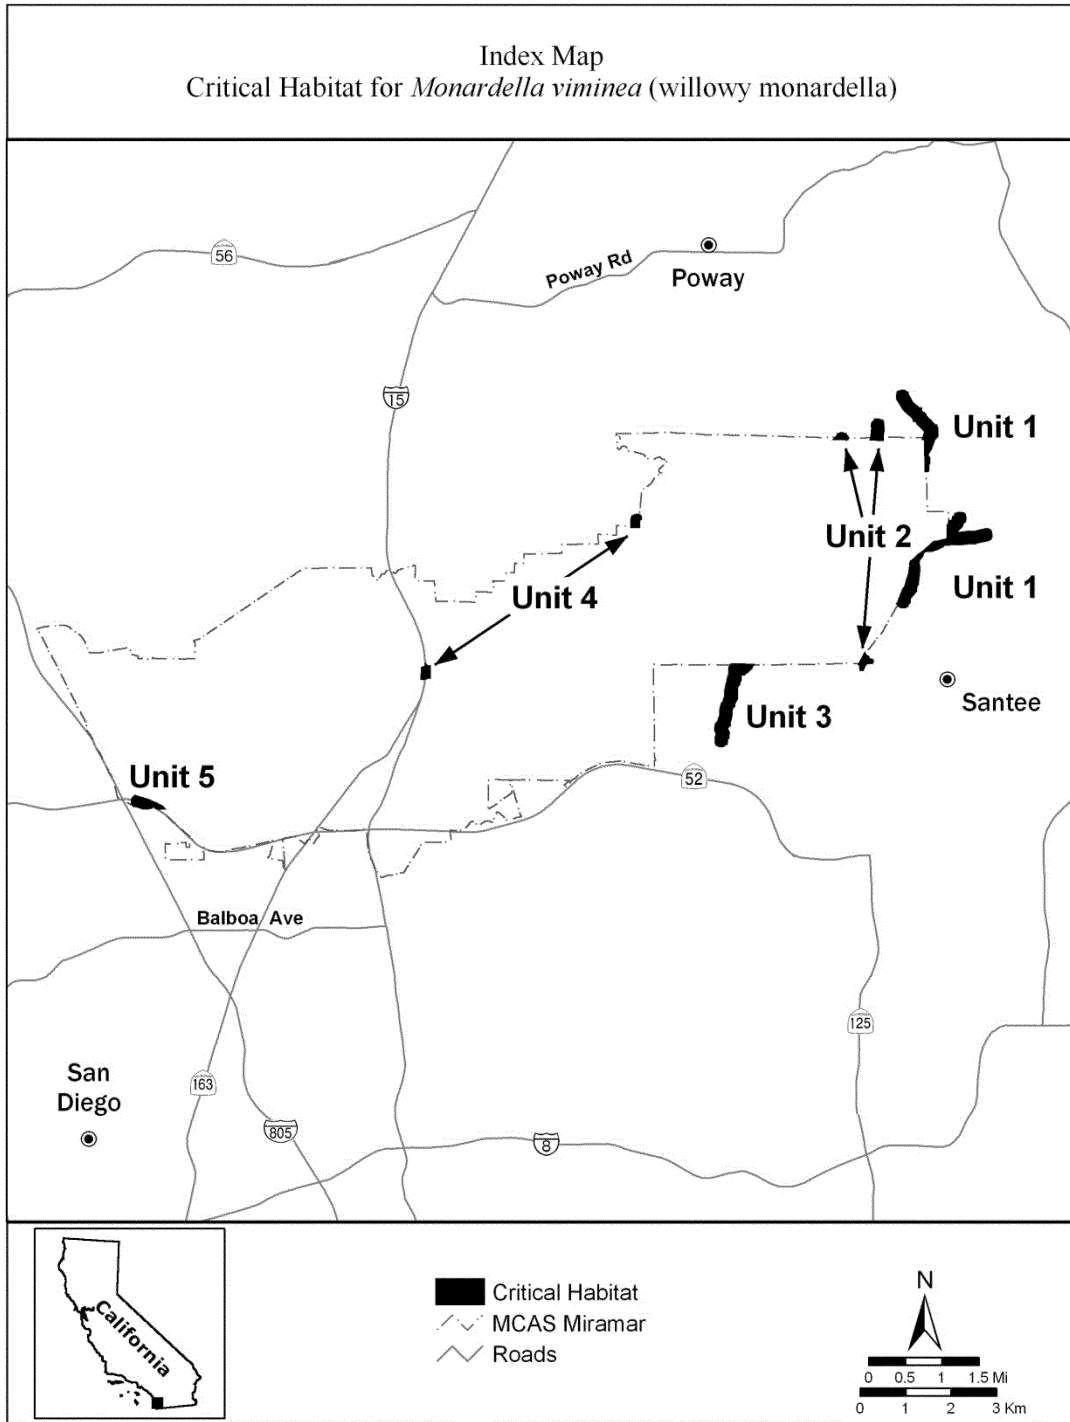 Index Map
Critical Habitat for Monardella viminea (willowy monardella)
56
Poway Rd
Poway
15
Unit 1
Unit 2
Unit 4
Unit 1
Santee
Unit 3
Unit 5
52
Balboa Ave
125
San
Diego
163
805
8
California
Critical Habitat
MCAS Miramar
Roads
N
0 0.5 1 1.5 Mi
0 1 2 3 Km